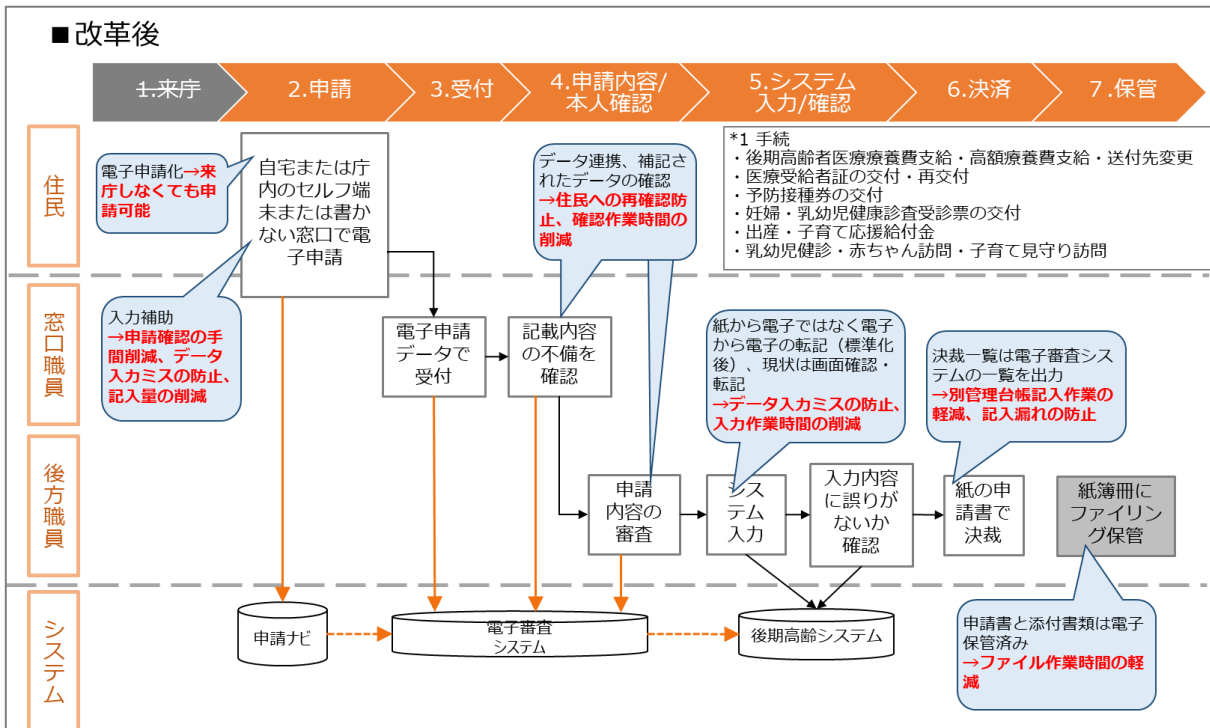 ■改革後
1.来庁
2.申請
3.受付
4.申請内容/
本人確認
5.システム
入力/確認
6.決済
7.保管
住民
電子申請化→来
庁しなくても申
請可能
自宅または庁
内のセルフ端
末または書か
ない窓口で電
子申請
データ連携、補記さ
れたデータの確認
→住民への再確認防
止、確認作業時間の
削減
*1 手続
・後期高齢者医療療養費支給・高額療養費支給・送付先変更
・医療受給者証の交付・再交付
・予防接種券の交付
・妊婦・乳幼児健康診査受診票の交付
・出産・子育て応援給付金
・乳幼児健診・赤ちゃん訪問・子育て見守り訪問
窓口職員
入力補助
→申請確認の手
間削減、データ
入力ミスの防止、
記入量の削減
電子申請
データで
受付
記載内容
の不備を
確認
紙から電子ではなく電子
から電子の転記（標準化
後）、現状は画面確認・
転記
→データ入力ミスの防止、
入力作業時間の削減
決裁一覧は電子審査シス
テムの一覧を出力
→別管理台帳記入作業の
軽減、記入漏れの防止
後方職員
申請
内容の
審査
シス
テム
入力
入力内容
に誤りが
ないか
確認
紙の申
請書で
決裁
紙簿冊に
ファイリン
グ保管
システム
申請ナビ
電子審査
システム
後期高齢システム
申請書と添付書類は電子
保管済み
→ファイル作業時間の軽
減